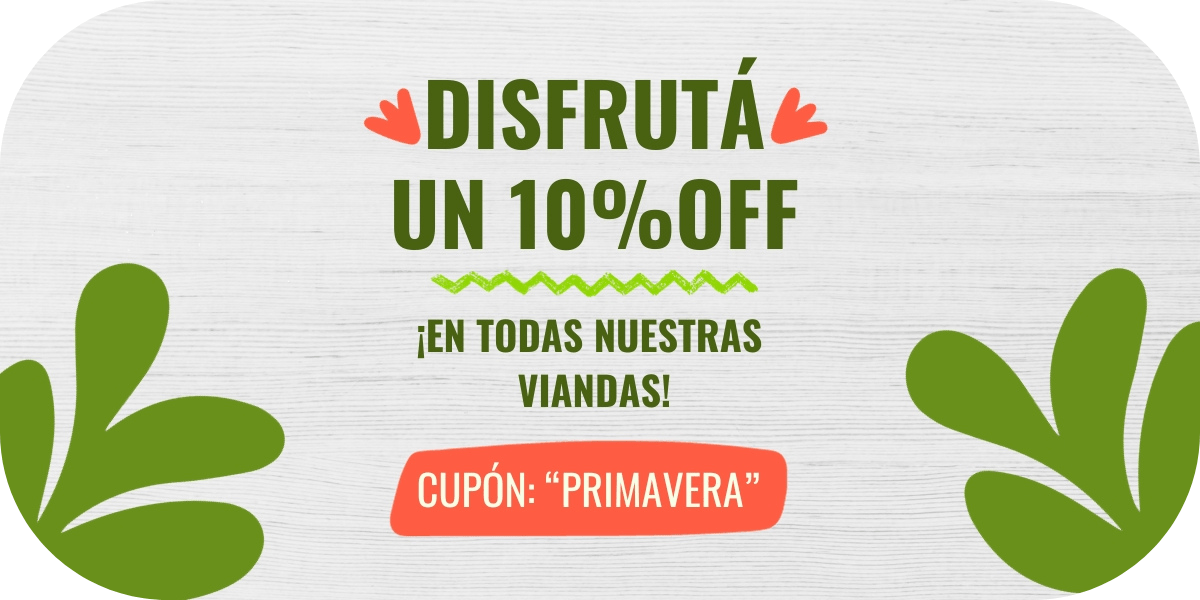 DISFRUTÁ
UN 10%OFF
¡EN TODAS NUESTRAS
VIANDAS!
CUPÓN: “PRIMAVERA”